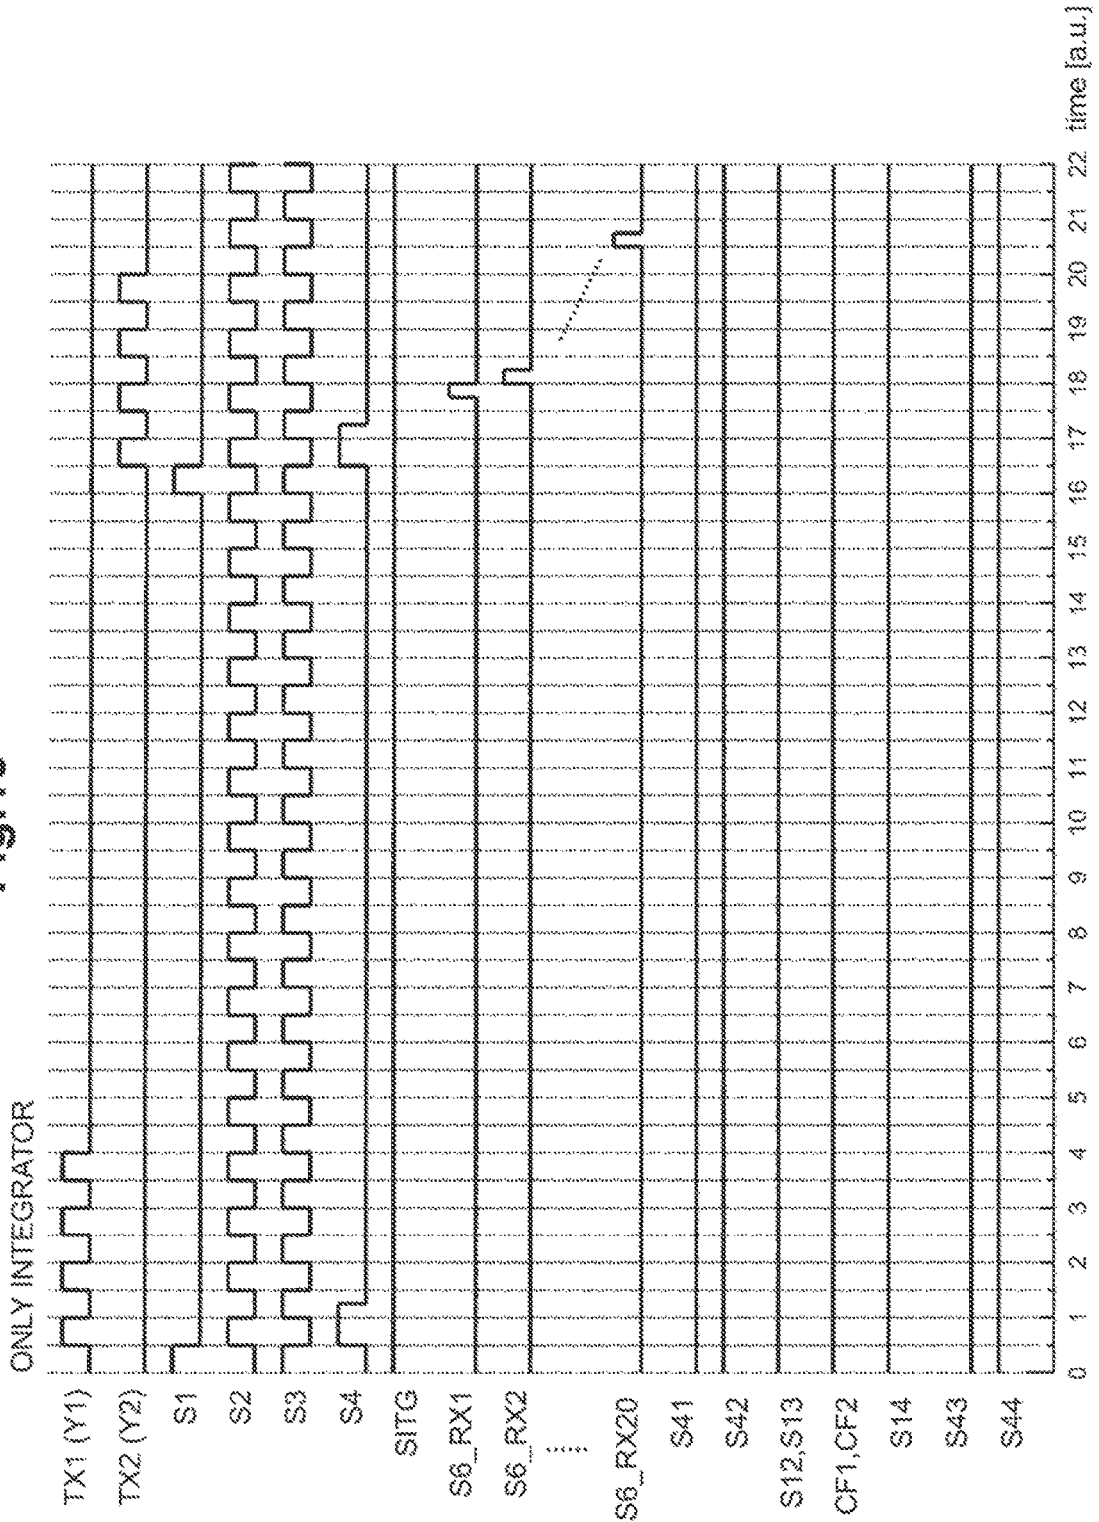 ONLY INTEGRATOR
TX1 (Y1)
TX2 (Y2)
S1
S2
S3
S4
SITG
S6_RX1
S6_RX2
S6_RX20
S41
S42
S12,S13
CF1,CF2
S14
S43
S44
0 1 2 3 4 5 6 7 8 9 10 11 12 13 14 15 16 17 18 19 20 21 22 time [a.u.]